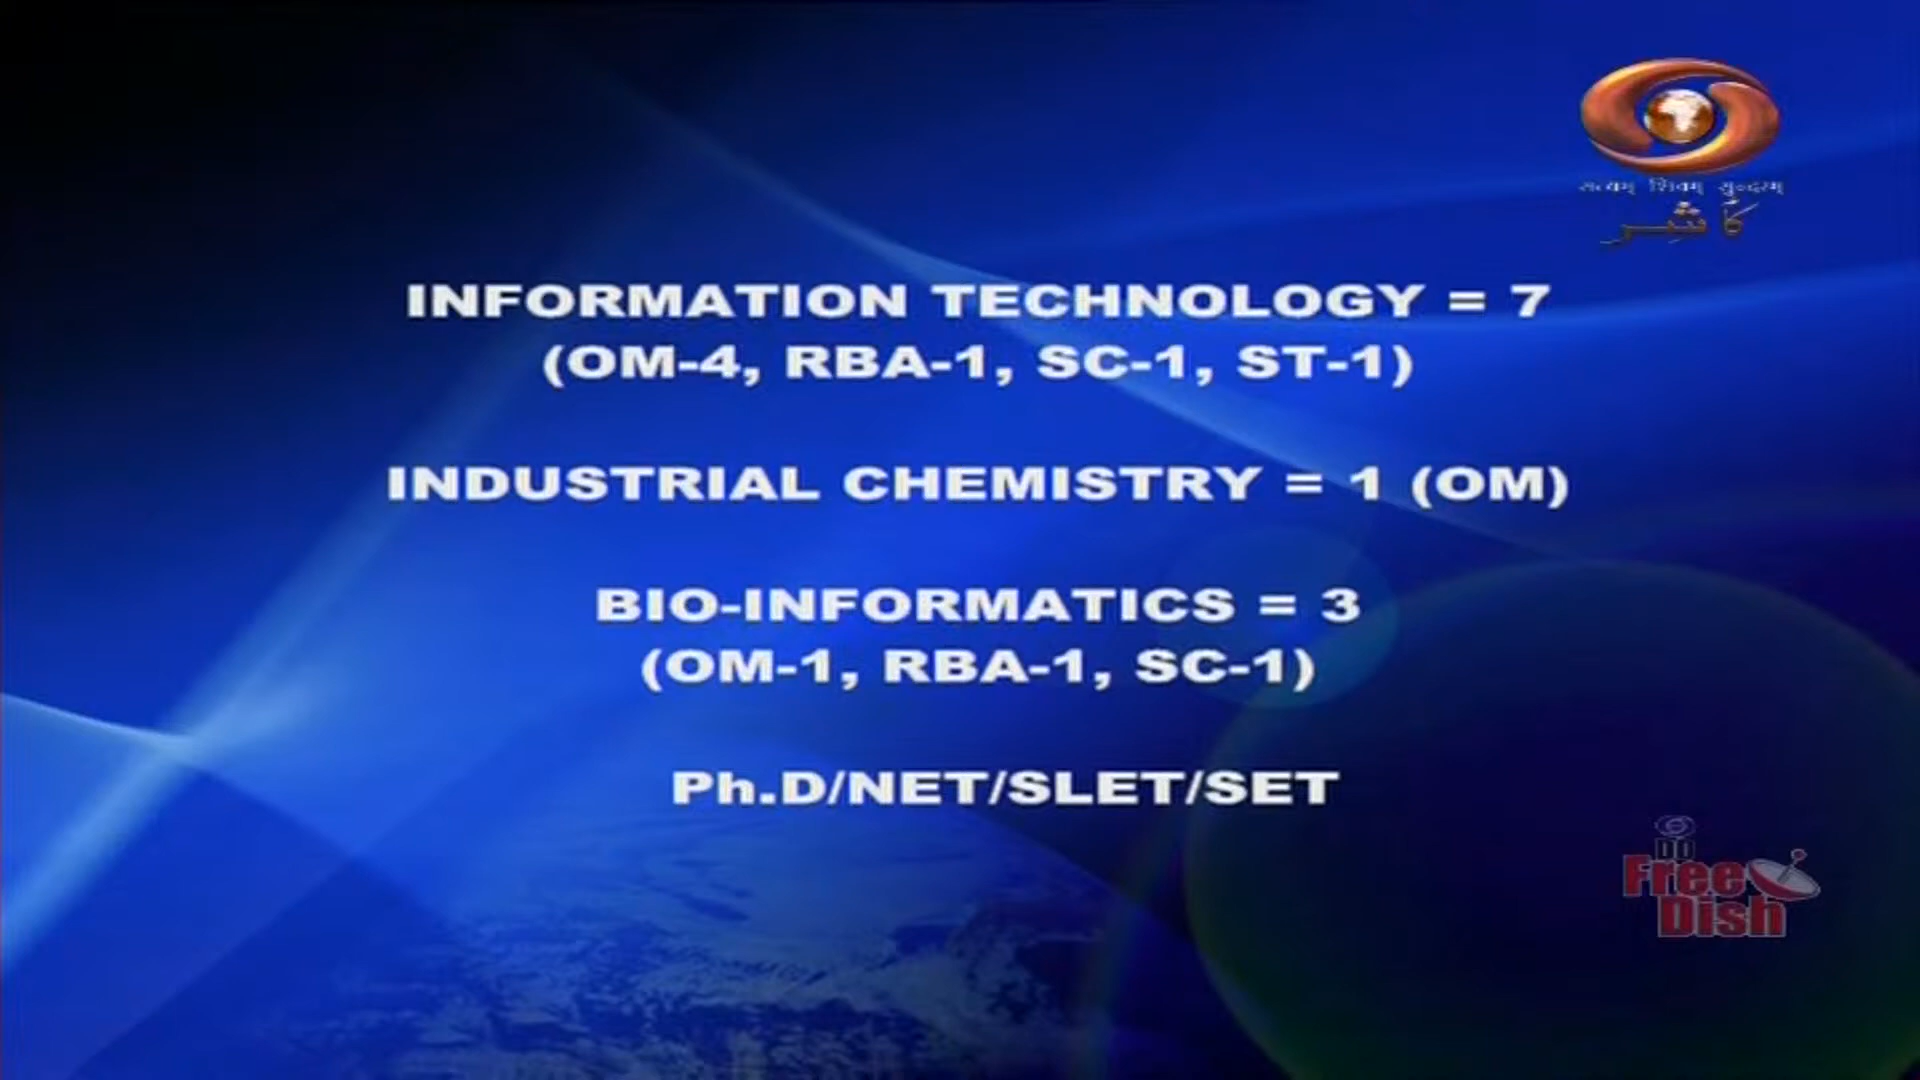 सत्यम् शिवम् सुन्दरम्
كٲشِر
INFORMATION TECHNOLOGY = 7
(OM-4, RBA-1, SC-1, ST-1)
INDUSTRIAL CHEMISTRY = 1 (OM)
BIO-INFORMATICS = 3
(OM-1, RBA-1, SC-1)
Ph.D/NET/SLET/SET
DD
Free
Dish